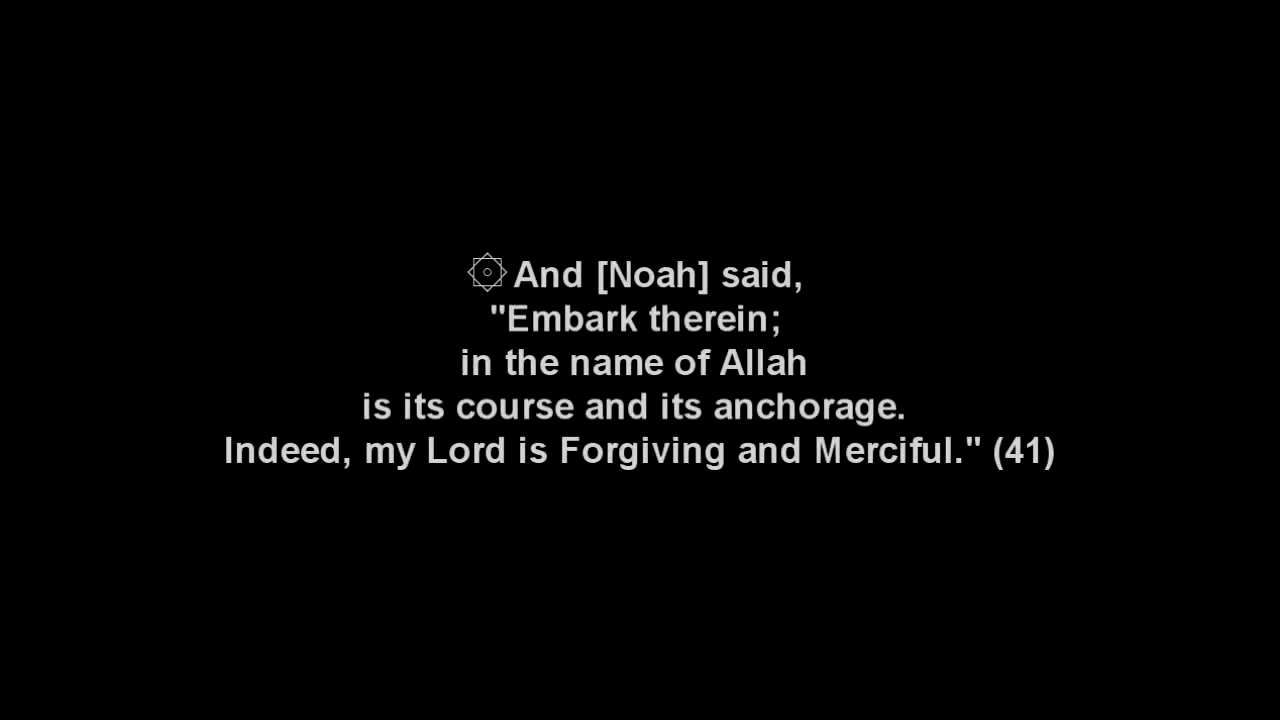 ۞ And [Noah] said,
"Embark therein;
in the name of Allah
is its course and its anchorage.
Indeed, my Lord is Forgiving and Merciful." (41)